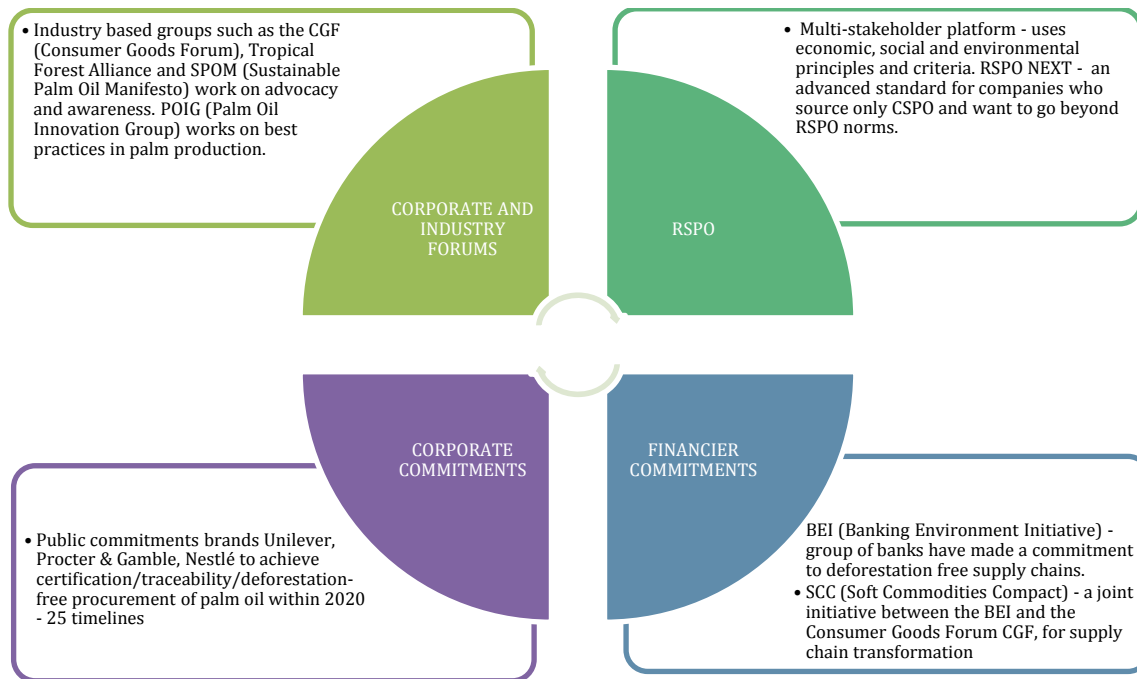 • Industry based groups such as the CGF
(Consumer Goods Forum), Tropical
Forest Alliance and SPOM (Sustainable
Palm Oil Manifesto) work on advocacy
and awareness. POIG (Palm Oil
Innovation Group) works on best
practices in palm production.
• Multi-stakeholder platform - uses
economic, social and environmental
principles and criteria. RSPO NEXT - an
advanced standard for companies who
source only CSPO and want to go beyond
RSPO norms.
CORPORATE AND
INDUSTRY
FORUMS
RSPO
CORPORATE
COMMITMENTS
FINANCIER
COMMITMENTS
• Public commitments brands Unilever,
Procter & Gamble, Nestlé to achieve
certification/traceability/deforestation-
free procurement of palm oil within 2020
- 25 timelines
BEI (Banking Environment Initiative) -
group of banks have made a commitment
to deforestation free supply chains.
• SCC (Soft Commodities Compact) - a joint
initiative between the BEI and the
Consumer Goods Forum CGF, for supply
chain transformation